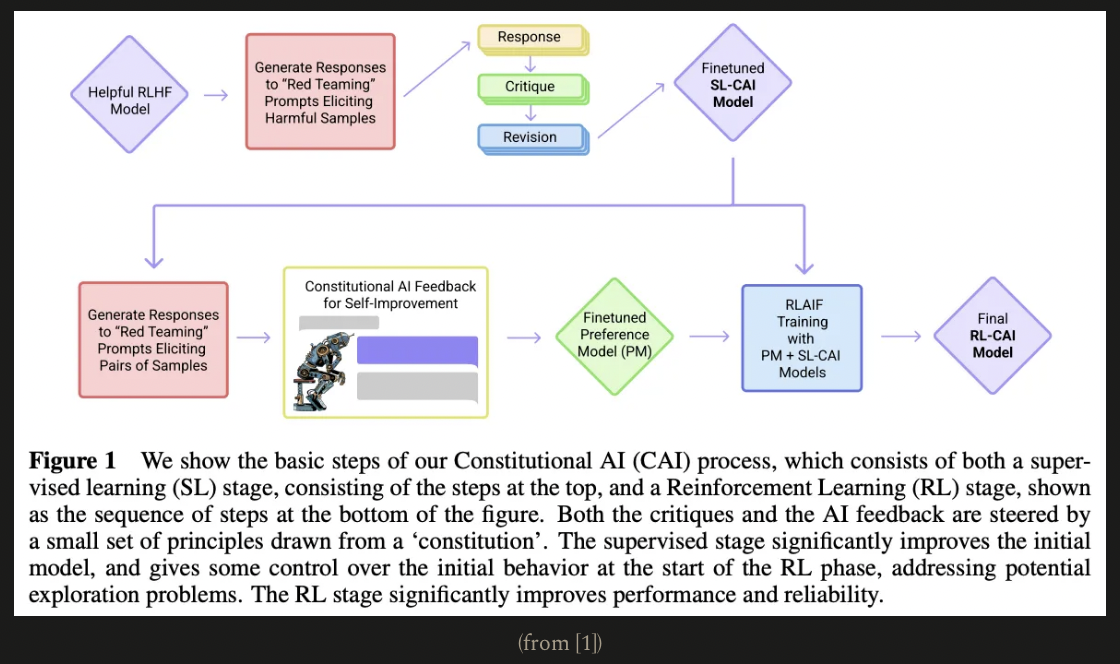 Helpful RLHF
Model
Generate Responses
to “Red Teaming”
Prompts Eliciting
Harmful Samples
Response
Critique
Revision
Finetuned
SL-CAI
Model
Generate Responses
to “Red Teaming”
Prompts Eliciting
Pairs of Samples
Constitutional AI Feedback
for Self-Improvement
Finetuned
Preference
Model (PM)
RLAIF
Training
with
PM + SL-CAI
Models
Final
RL-CAI
Model
Figure 1 We show the basic steps of our Constitutional AI (CAI) process, which consists of both a super-
vised learning (SL) stage, consisting of the steps at the top, and a Reinforcement Learning (RL) stage, shown
as the sequence of steps at the bottom of the figure. Both the critiques and the AI feedback are steered by
a small set of principles drawn from a ‘constitution’. The supervised stage significantly improves the initial
model, and gives some control over the initial behavior at the start of the RL phase, addressing potential
exploration problems. The RL stage significantly improves performance and reliability.
(from [1])